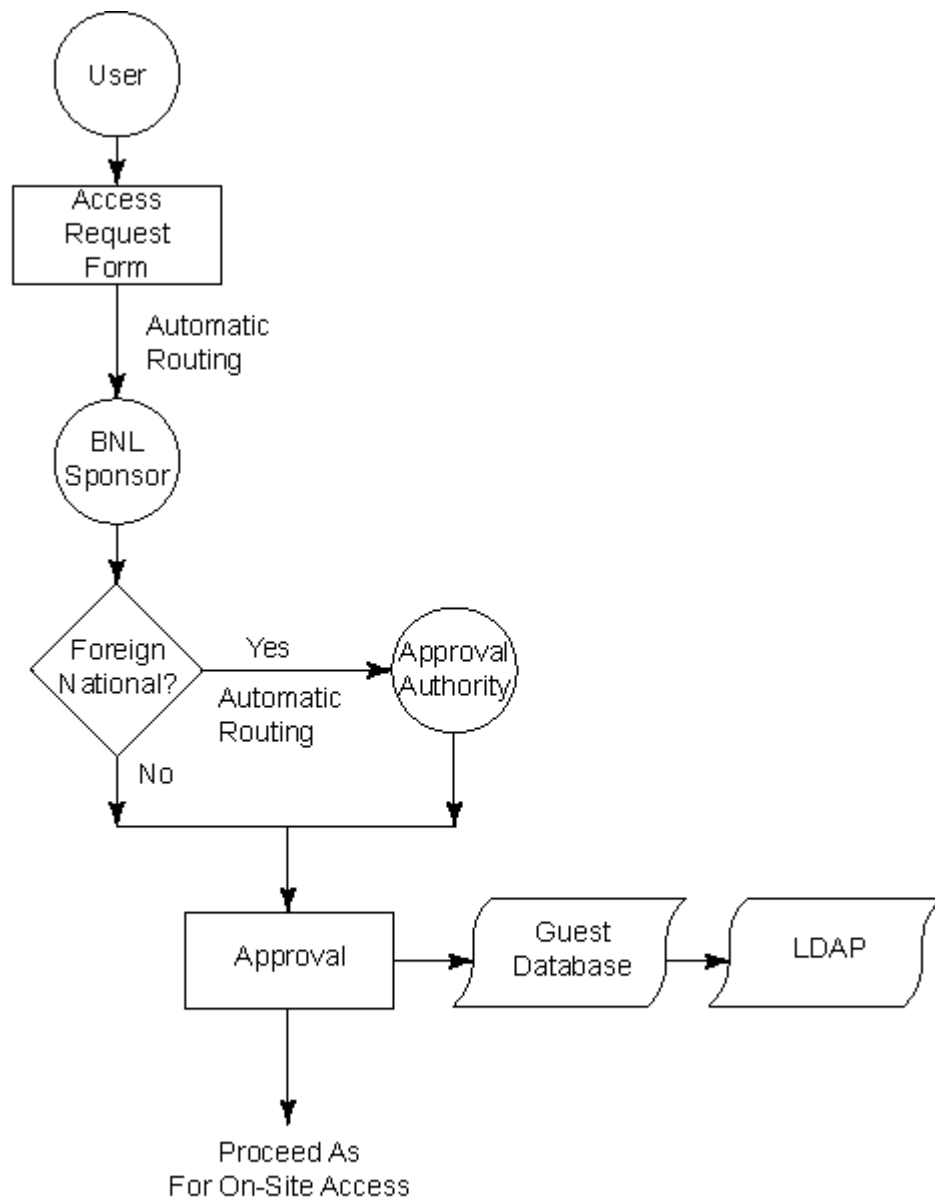 User
Access
Request
Form
Automatic
Routing
BNL
Sponsor
Foreign
National?
Yes
Automatic
Routing
Approval
Authority
No
Approval
Guest
Database
LDAP
Proceed As
For On-Site Access